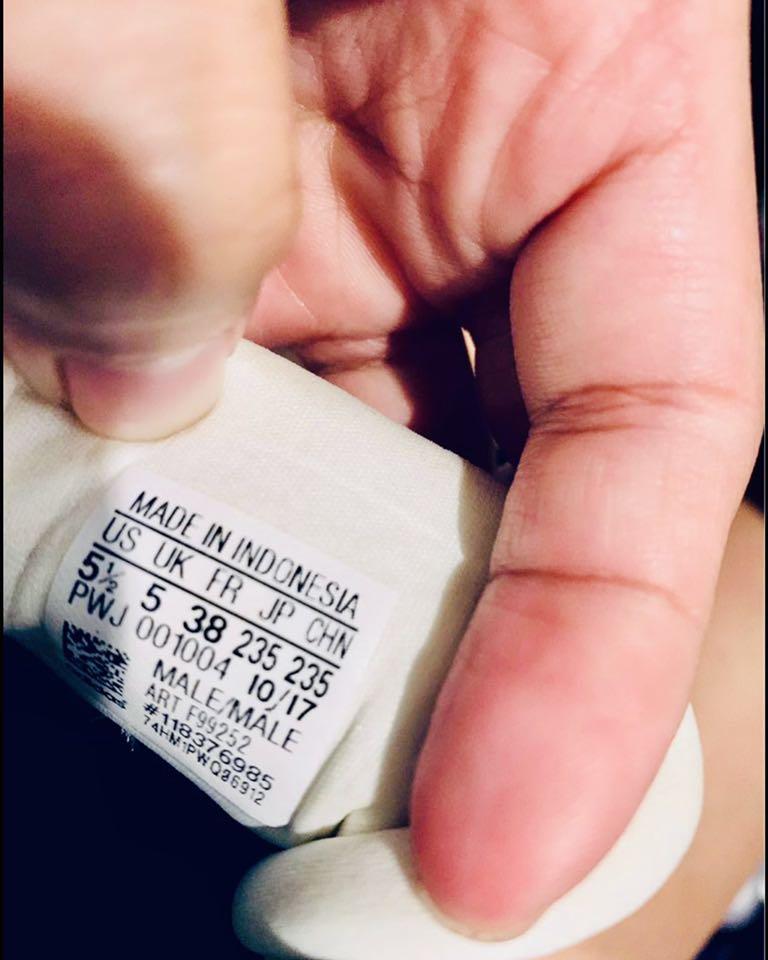 MADE IN INDONESIA
US UK FR JP CHN
5½ 5 38 235 235
PWJ 001004 10/17
MALE/MALE
ART F99252
#118376985
74HM1PWQ86912